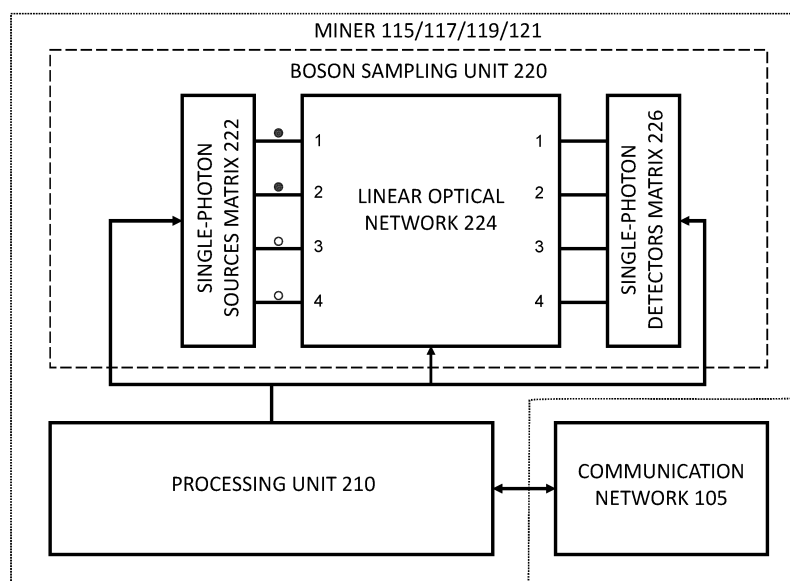 MINER 115/117/119/121
BOSON SAMPLING UNIT 220
SINGLE-PHOTON
SOURCES MATRIX 222
1
2
3
4
LINEAR OPTICAL
NETWORK 224
1
2
3
4
SINGLE-PHOTON
DETECTORS MATRIX 226
PROCESSING UNIT 210
COMMUNICATION
NETWORK 105